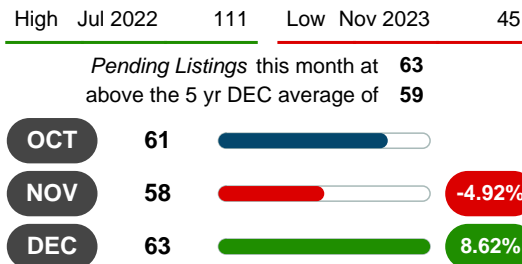 High Jul 2022 111 Low Nov 2023 45
Pending Listings this month at 63
above the 5 yr DEC average of 59
OCT 61
NOV 58 -4.92%
DEC 63 8.62%